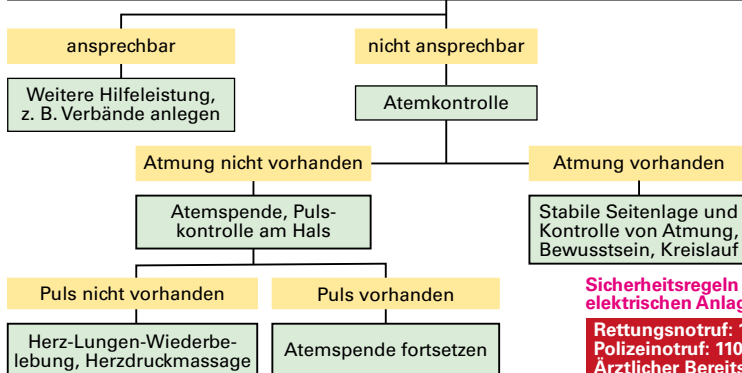 ansprechbar
nicht ansprechbar
Weitere Hilfeleistung,
z. B. Verbände anlegen
Atemkontrolle
Atmung nicht vorhanden
Atmung vorhanden
Atemspende, Puls-
kontrolle am Hals
Stabile Seitenlage und
Kontrolle von Atmung,
Bewusstsein, Kreislauf
Puls nicht vorhanden
Puls vorhanden
Herz-Lungen-Wiederbe-
lebung, Herzdruckmassage
Atemspende fortsetzen
Sicherheitsregeln
elektrischen
Rettungsnotruf:
Polizeinotruf: 110
Ärztlicher